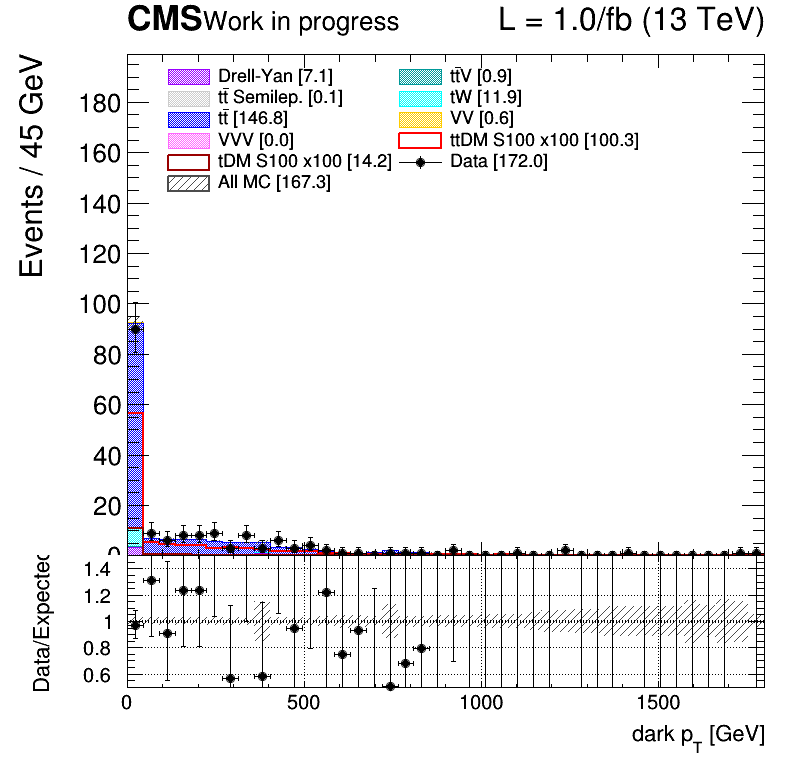 CMS Work in progress L = 1.0/fb (13 TeV)
Events / 45 GeV
Drell-Yan [7.1] tt̄V [0.9]
tt̄ Semilep. [0.1] tW [11.9]
tt̄ [146.8] VV [0.6]
VVV [0.0] ttDM S100 x100 [100.3]
tDM S100 x100 [14.2] Data [172.0]
All MC [167.3]
180
160
140
120
100
80
60
40
20
0
Data/Expected
1.4
1.2
1
0.8
0.6
0 500 1000 1500
dark p_T [GeV]